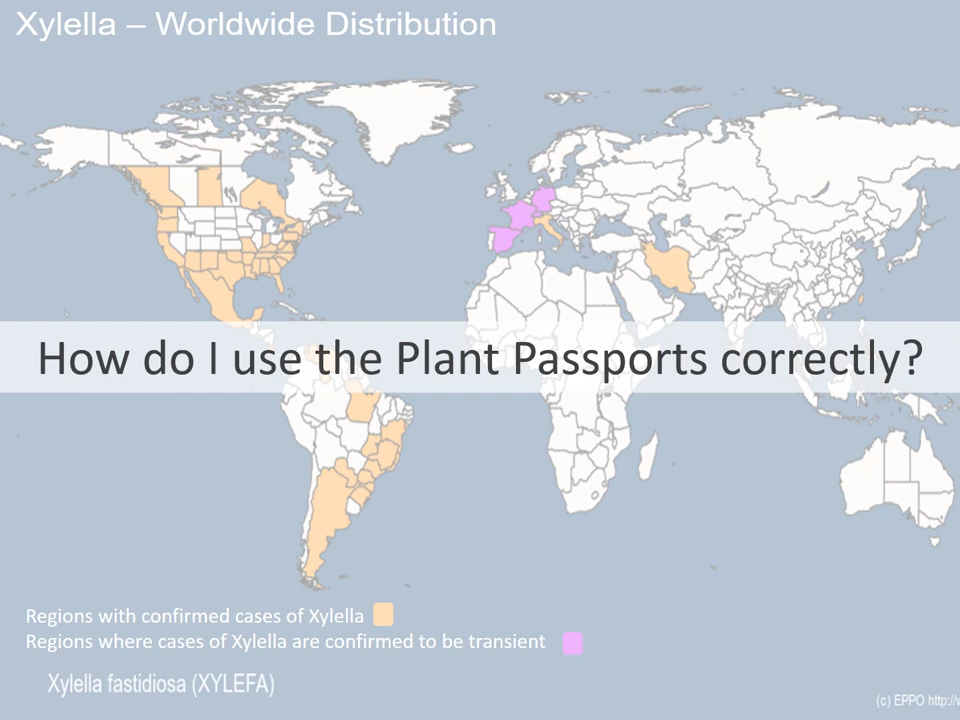 Xylella – Worldwide Distribution
How do I use the Plant Passports correctly?
Regions with confirmed cases of Xylella
Regions where cases of Xylella are confirmed to be transient
Xylella fastidiosa (XYLEFA)
(c) EPPO http://